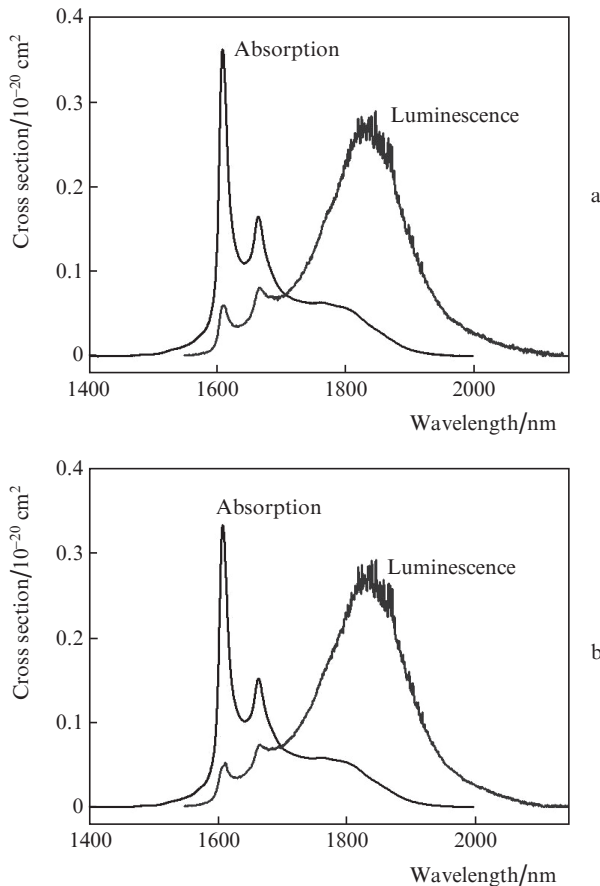 Cross section/10⁻²⁰ cm²
0.4
0.3
0.2
0.1
0
Absorption
Luminescence
a
1400 1600 1800 2000
Wavelength/nm
Cross section/10⁻²⁰ cm²
0.4
0.3
0.2
0.1
0
Absorption
Luminescence
b
1400 1600 1800 2000
Wavelength/nm